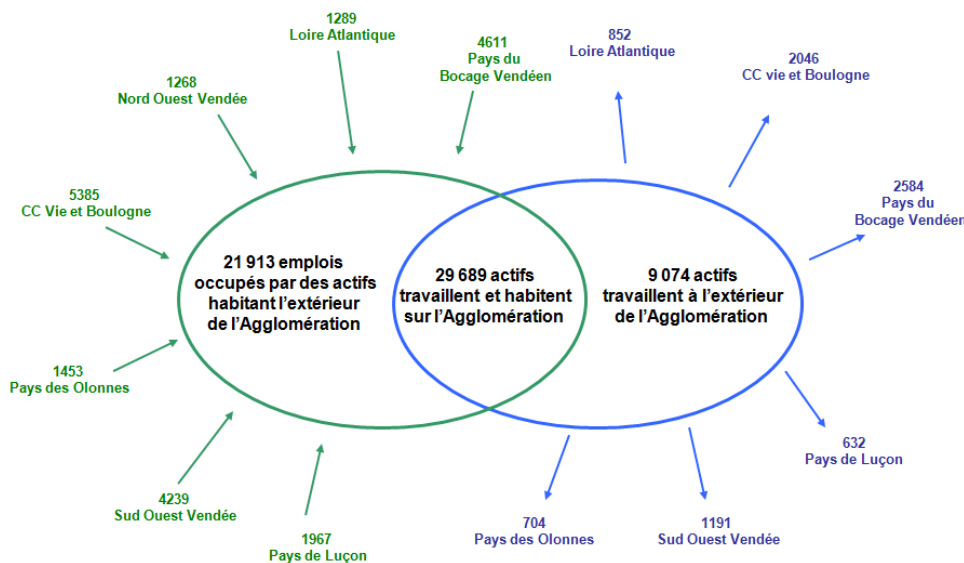 1289
Loire Atlantique
4611
Pays du
Bocage Vendéen
852
Loire Atlantique
2046
CC vie et Boulogne
1268
Nord Ouest Vendée
5385
CC Vie et Boulogne
2584
Pays du
Bocage Vendéen
21 913 emplois
occupés par des actifs
habitant l'extérieur
de l'Agglomération
29 689 actifs
travaillent et habitent
sur l'Agglomération
9 074 actifs
travaillent à l'extérieur
de l'Agglomération
1453
Pays des Olonnes
632
Pays de Luçon
4239
Sud Ouest Vendée
1967
Pays de Luçon
704
Pays des Olonnes
1191
Sud Ouest Vendée